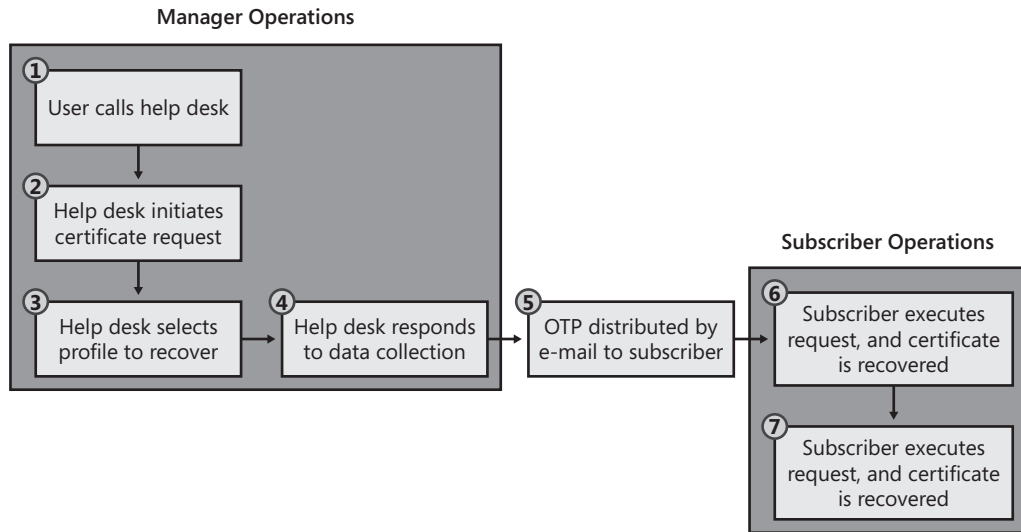 Manager Operations
1
User calls help desk
2
Help desk initiates
certificate request
3
Help desk selects
profile to recover
4
Help desk responds
to data collection
5
OTP distributed by
e-mail to subscriber
Subscriber Operations
6
Subscriber executes
request, and certificate
is recovered
7
Subscriber executes
request, and certificate
is recovered